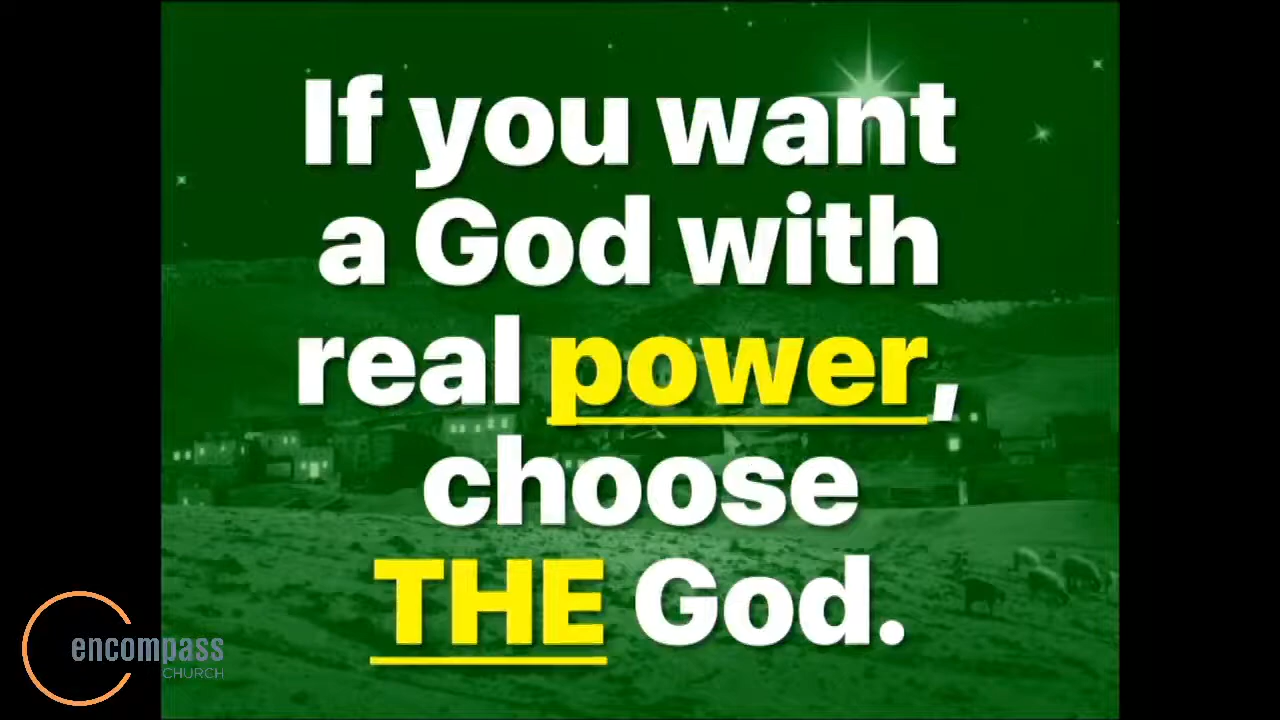 If you want
a God with
real power,
choose
THE God.
encompass
CHURCH